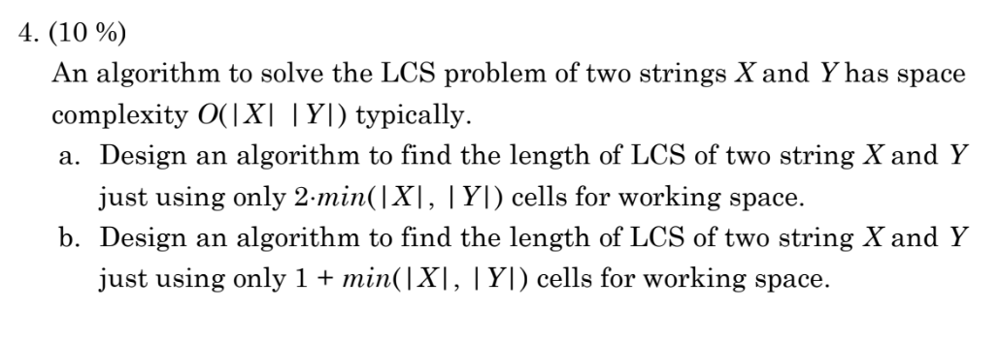 4. (10 %)
An algorithm to solve the LCS problem of two strings X and Y has space
complexity O(|X| |Y|) typically.
a. Design an algorithm to find the length of LCS of two string X and Y
just using only 2·min(|X|, |Y|) cells for working space.
b. Design an algorithm to find the length of LCS of two string X and Y
just using only 1 + min(|X|, |Y|) cells for working space.